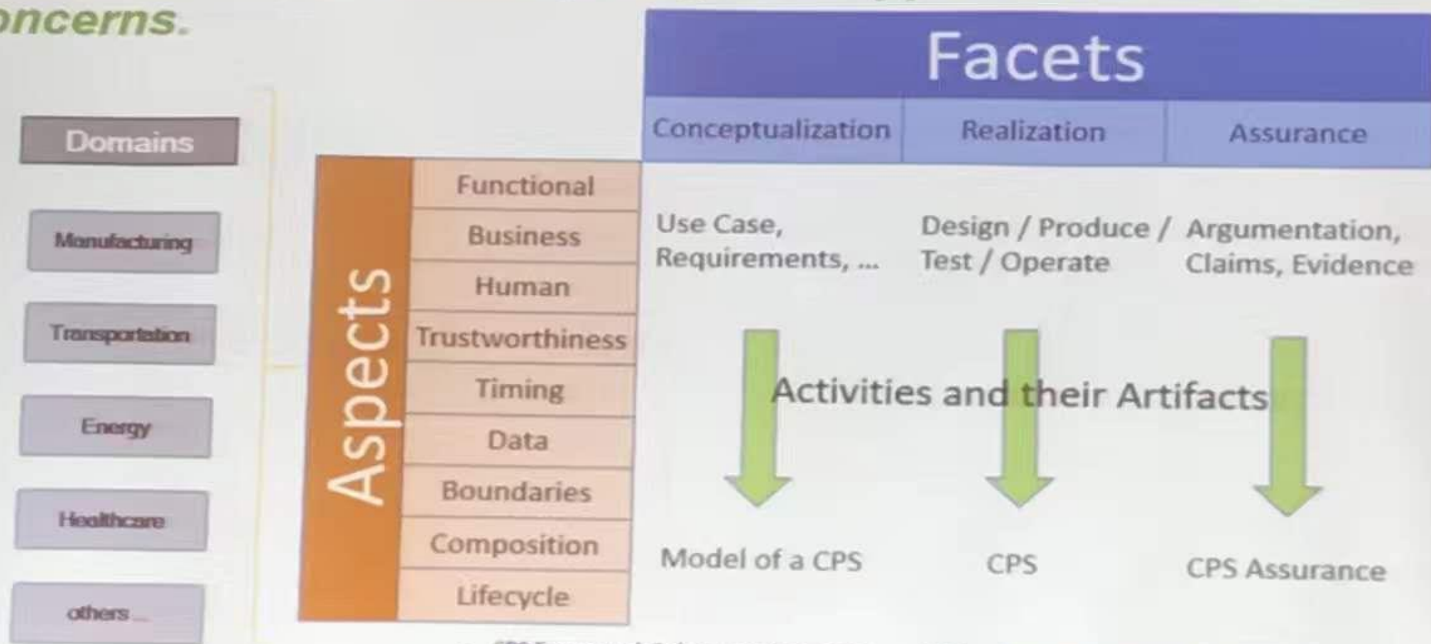 oncerns.
Facets
Domains
Conceptualization
Realization
Assurance
Manufacturing
Transportation
Energy
Healthcare
others ...
Aspects
Functional
Business
Human
Trustworthiness
Timing
Data
Boundaries
Composition
Lifecycle
Use Case,
Requirements, ...
Design / Produce /
Test / Operate
Argumentation,
Claims, Evidence
Activities and their Artifacts
Model of a CPS
CPS
CPS Assurance